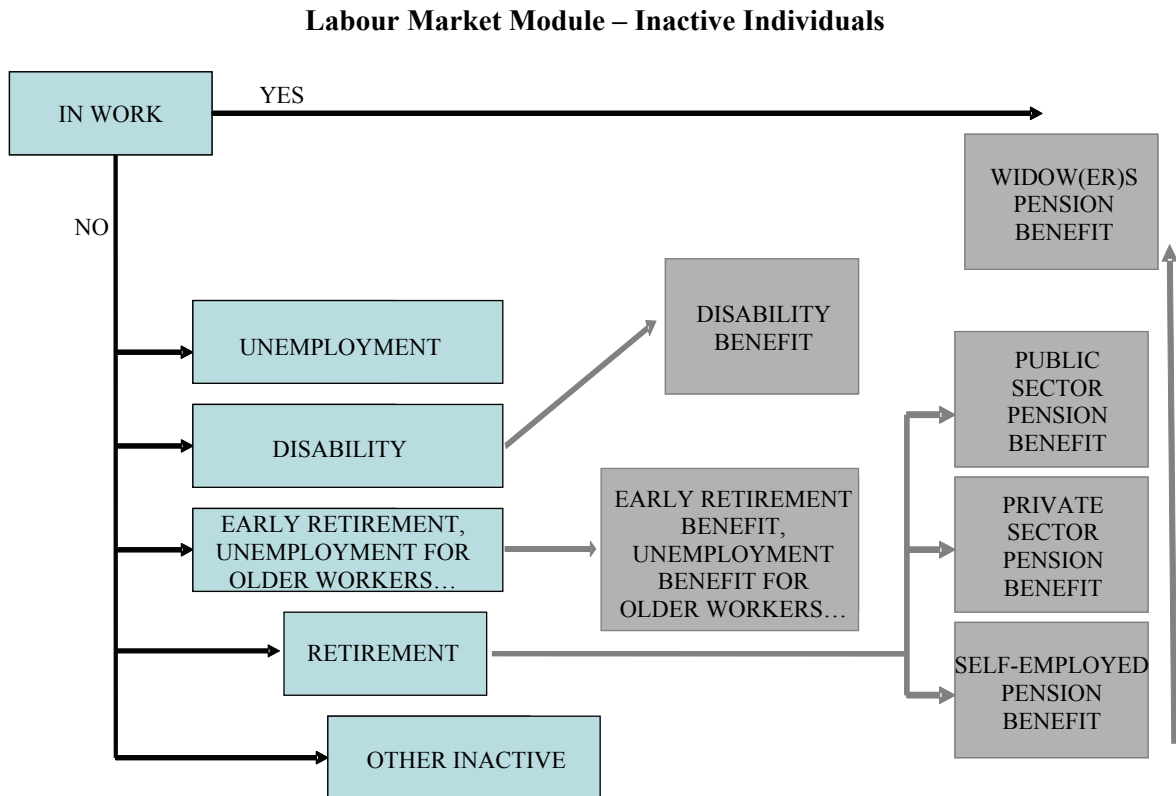 Labour Market Module – Inactive Individuals
IN WORK
YES
NO
WIDOW(ER)S
PENSION
BENEFIT
UNEMPLOYMENT
DISABILITY
BENEFIT
DISABILITY
PUBLIC
SECTOR
PENSION
BENEFIT
EARLY RETIREMENT,
UNEMPLOYMENT FOR
OLDER WORKERS…
EARLY RETIREMENT
BENEFIT,
UNEMPLOYMENT
BENEFIT FOR
OLDER WORKERS…
PRIVATE
SECTOR
PENSION
BENEFIT
RETIREMENT
SELF-EMPLOYED
PENSION
BENEFIT
OTHER INACTIVE